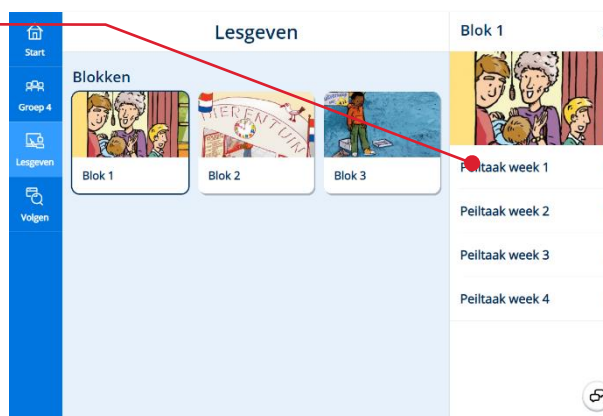 Start
Groep 4
Lesgeven
Volgen
Lesgeven
Blokken
DIERENTUIN
Blok 1
Blok 2
Blok 3
Blok 1
Peiltaak week 1
Peiltaak week 2
Peiltaak week 3
Peiltaak week 4